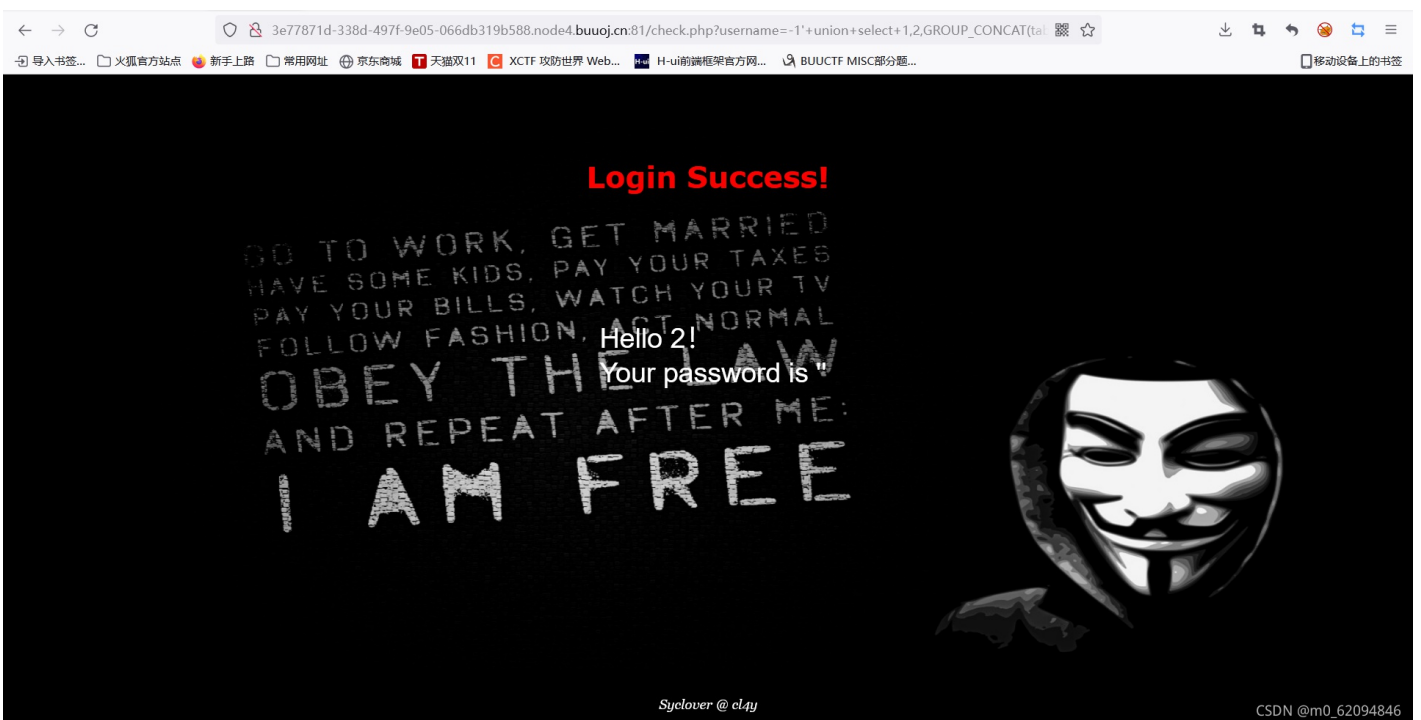 3e77871d-338d-497f-9e05-066db319b588.node4.buuoj.cn:81/check.php?username=-1'+union+select+1,2,GROUP_CONCAT(tal
导入书签... 火狐官方站点 新手上路 常用网址 京东商城 T 天猫双11 C XCTF 攻防世界 Web... H-ui H-ui前端框架官方网... BUUCTF MISC部分题... 移动设备上的书签
Login Success!
GO TO WORK, GET MARRIED
HAVE SOME KIDS, PAY YOUR TAXES
PAY YOUR BILLS, WATCH YOUR TV
FOLLOW FASHION, ACT NORMAL
Hello 2!
OBEY THE LAW
Your password is ''
AND REPEAT AFTER ME:
I AM FREE
Syclover @ cl4y
CSDN @m0_62094846